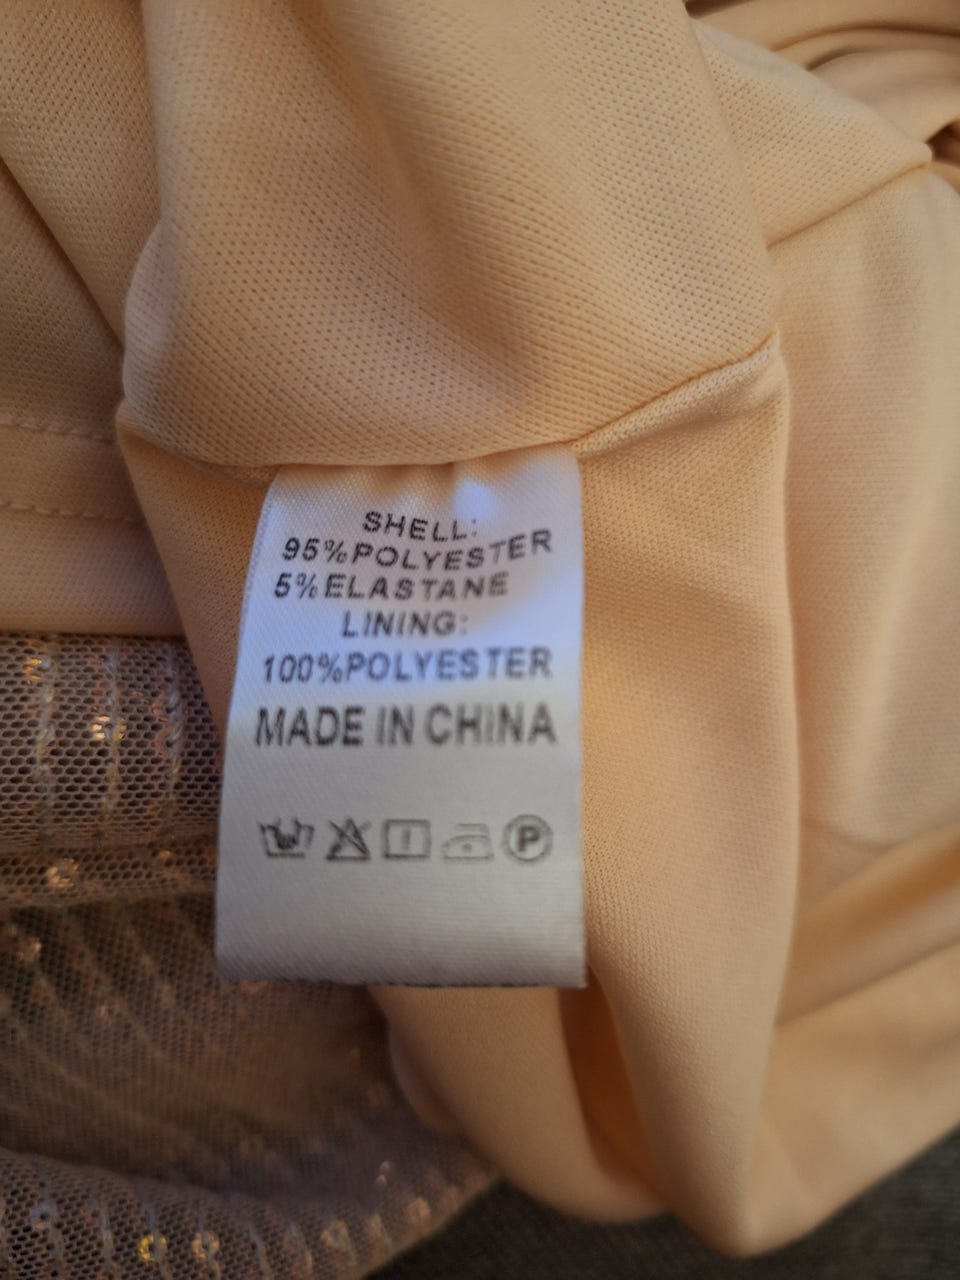 SHELL:
95%POLYESTER
5%ELASTANE
LINING:
100%POLYESTER
MADE IN CHINA
P